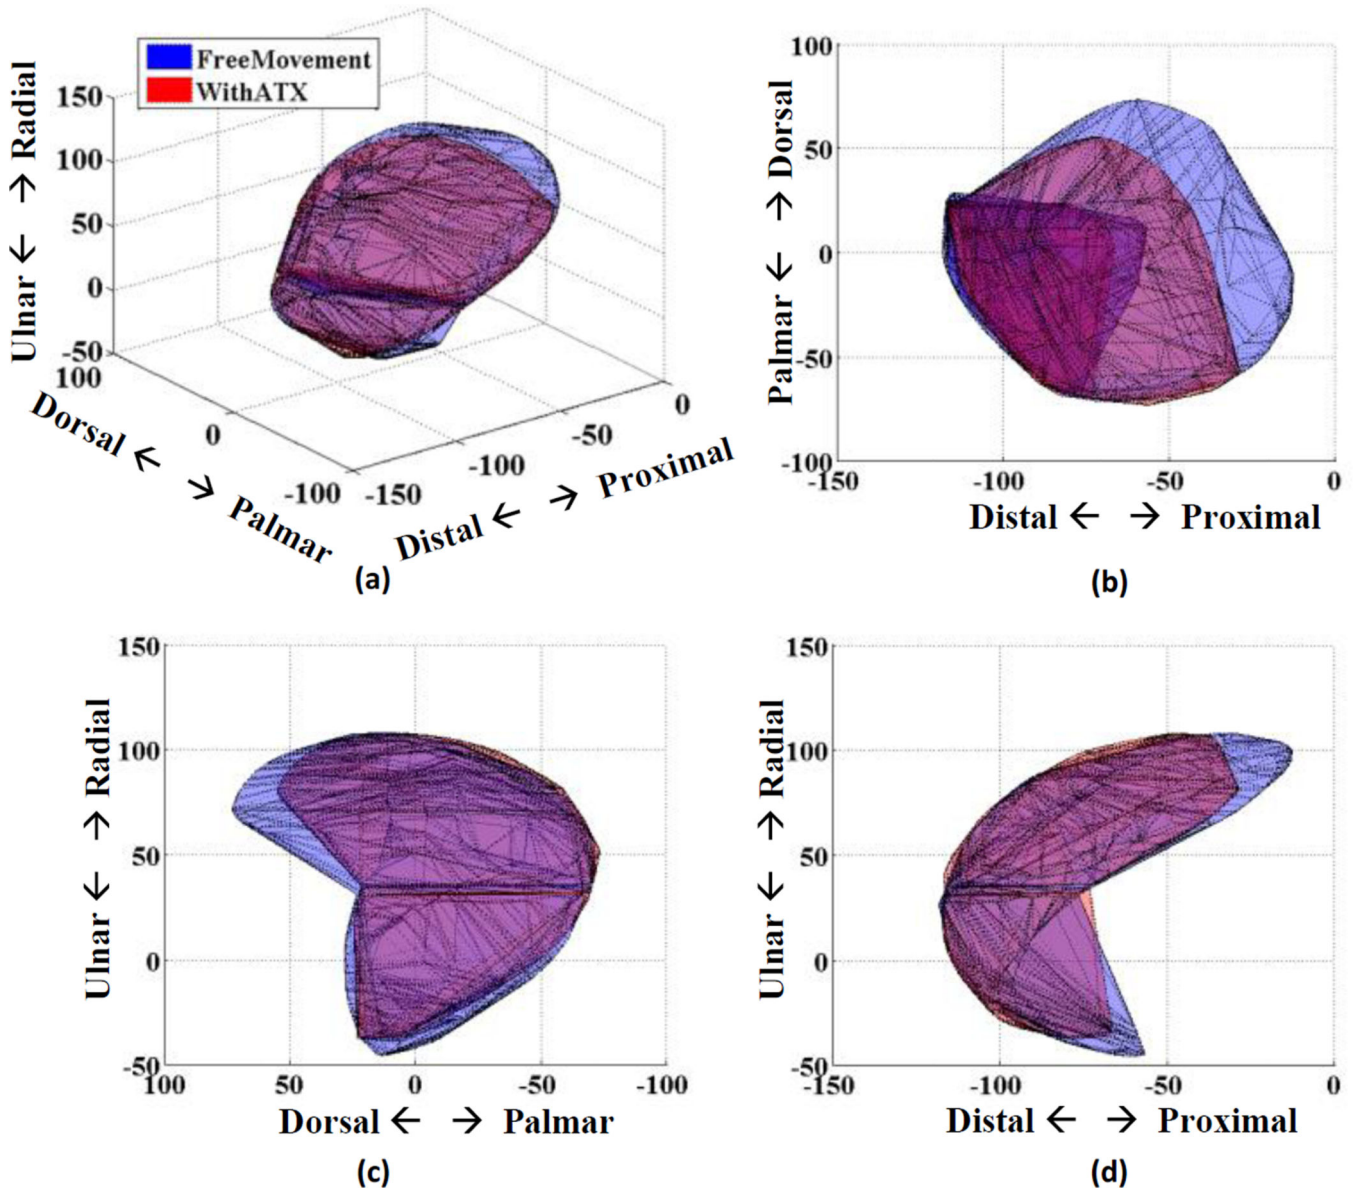 FreeMovement
WithATX
Ulnar ← → Radial
150
100
50
0
-50
100
0
-100
Dorsal ← → Palmar
-150
-100
-50
0
Distal ← → Proximal
(a)
Palmar ← → Dorsal
100
50
0
-50
-100
-150
-100
-50
0
Distal ← → Proximal
(b)
Ulnar ← → Radial
150
100
50
0
-50
100
50
0
-50
-100
Dorsal ← → Palmar
(c)
Ulnar ← → Radial
150
100
50
0
-50
-150
-100
-50
0
Distal ← → Proximal
(d)